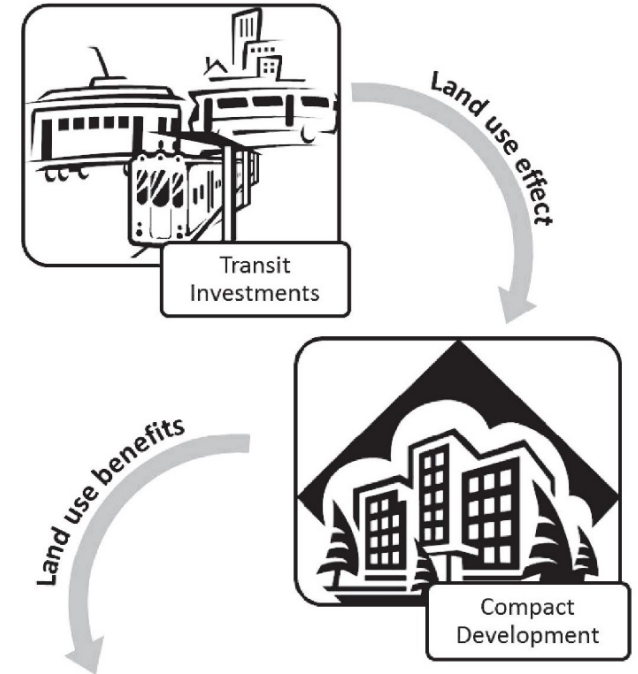 Land use effect
Transit
Investments
Land use benefits
Compact
Development